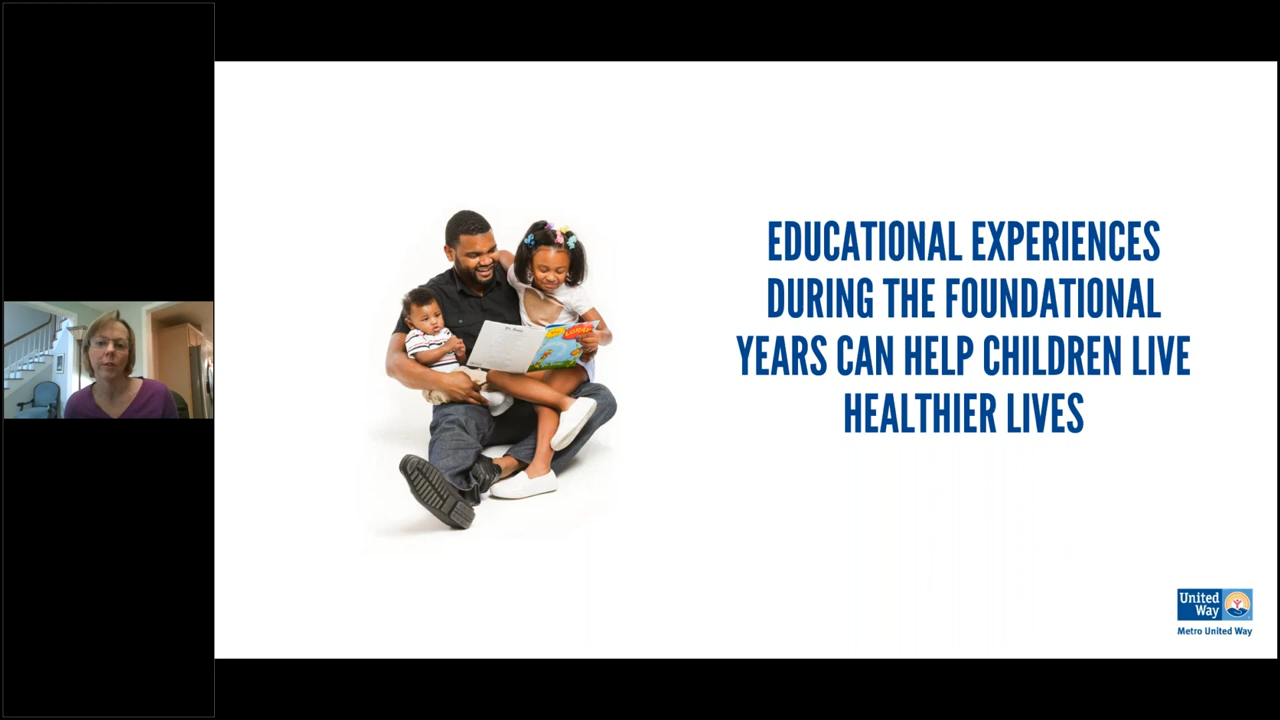 EDUCATIONAL EXPERIENCES
DURING THE FOUNDATIONAL
YEARS CAN HELP CHILDREN LIVE
HEALTHIER LIVES
United
Way
Metro United Way